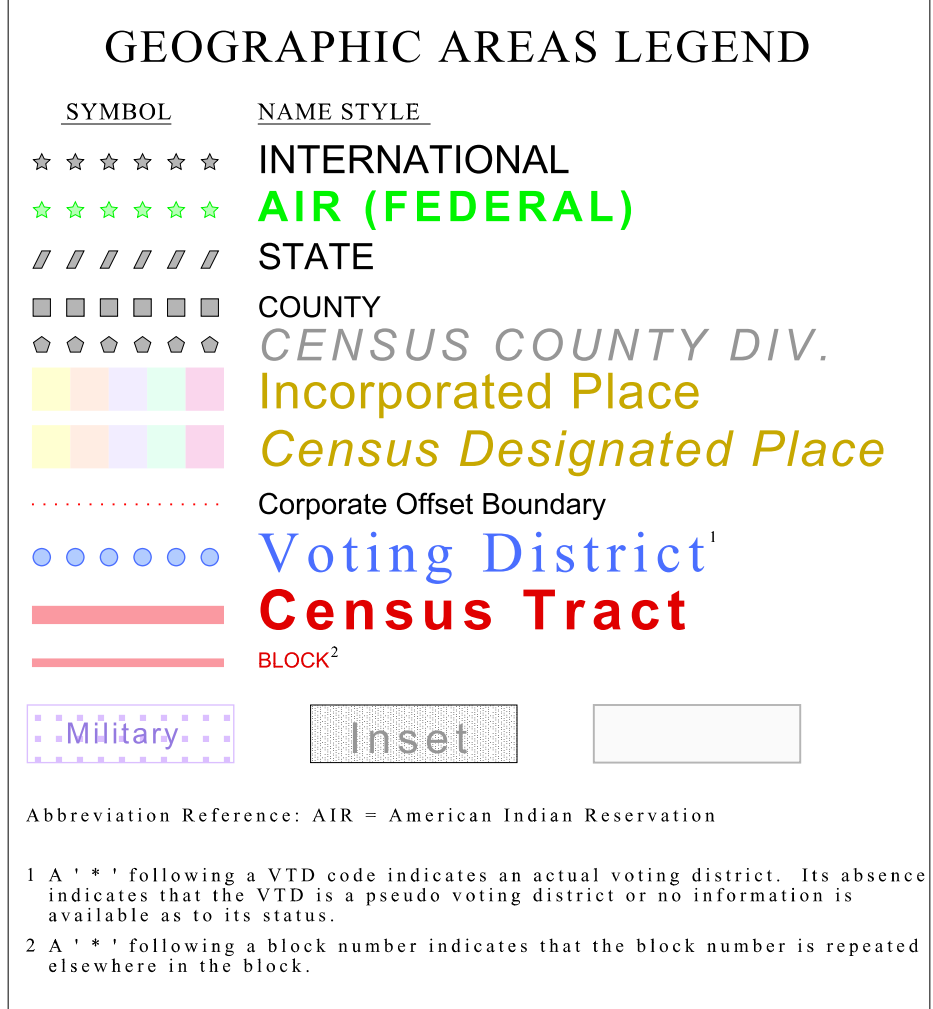 GEOGRAPHIC AREAS LEGEND
SYMBOL NAME STYLE
INTERNATIONAL
AIR (FEDERAL)
STATE
COUNTY
CENSUS COUNTY DIV.
Incorporated Place
Census Designated Place
Corporate Offset Boundary
Voting District1
Census Tract
BLOCK2
Military Inset
Abbreviation Reference: AIR = American Indian Reservation
1 A ' * ' following a VTD code indicates an actual voting district. Its absence
indicates that the VTD is a pseudo voting district or no information is
available as to its status.
2 A ' * ' following a block number indicates that the block number is repeated
elsewhere in the block.